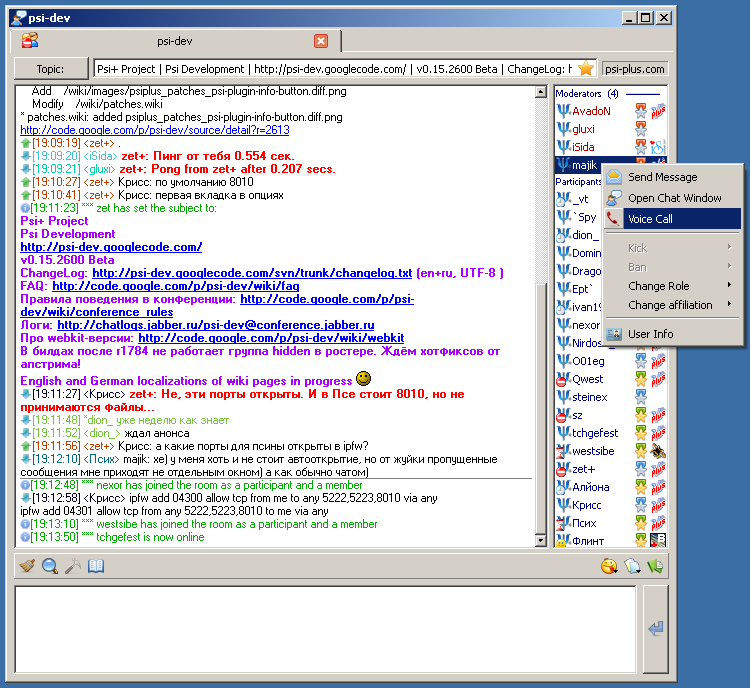 psi-dev
psi-dev
Topic:
Psi+ Project | Psi Development | http://psi-dev.googlecode.com/ | v0.15.2600 Beta | ChangeLog: h
psi-plus.com
Add /wiki/images/psiplus_patches_psi-plugin-info-button.diff.png
Modify /wiki/patches.wiki
* patches.wiki: added psiplus_patches_psi-plugin-info-button.diff.png
http://code.google.com/p/psi-dev/source/detail?r=2613
[19:09:19] <zet+> .
[19:09:20] <iSida> zet+: Пинг от тебя 0.554 сек.
[19:09:21] <gluxi> zet+: Pong from zet+ after 0.207 secs.
[19:10:27] <zet+> Крисс: по умолчанию 8010
[19:10:41] <zet+> Крисс: первая вкладка в опциях
[19:11:23] *** zet has set the subject to:
Psi+ Project
Psi Development
http://psi-dev.googlecode.com/
v0.15.2600 Beta
ChangeLog: http://psi-dev.googlecode.com/svn/trunk/changelog.txt (en+ru, UTF-8 )
FAQ: http://code.google.com/p/psi-dev/wiki/faq
Правила поведения в конференции: http://code.google.com/p/psi-
dev/wiki/conference_rules
Логи: http://chatlogs.jabber.ru/psi-dev@conference.jabber.ru
Про webkit-версии: http://code.google.com/p/psi-dev/wiki/webkit
В билдах после r1784 не работает группа hidden в ростере. Ждём хотфиксов от
апстрима!
English and German localizations of wiki pages in progress
[19:11:27] <Крисс> zet+: Не, эти порты открыты. И в Псе стоит 8010, но не
принимаются файлы...
[19:11:48] *dion_ уже неделю как знает
[19:11:52] <dion_> ждал анонса
[19:11:56] <zet+> Крисс: а какие порты для псины открыты в ipfw?
[19:12:10] <Псих> majik: хе) у меня хоть и не стоит автооткрытие, но от жуйки пропущенные
сообщения мне приходят не отдельным окном) а как обычно чатом)
[19:12:48] *** nexor has joined the room as a participant and a member
[19:12:58] <Крисс> ipfw add 04300 allow tcp from me to any 5222,5223,8010 via any
ipfw add 04301 allow tcp from any 5222,5223,8010 to me via any
[19:13:10] *** westsibe has joined the room as a participant and a member
[19:13:50] *** tchgefest is now online
Moderators (4)
AvadoN
gluxi
iSida
majik
Participants
_vt
`Spy
dion_
Domin
Drago
Ept`
ivan19
nexor
Nirdos_
O01eg
Qwest
steinex
sz
tchgefest
westsibe
zet+
Алйона
Крисс
Псих
Флинт
Send Message
Open Chat Window
Voice Call
Kick
Ban
Change Role
Change affiliation
User Info